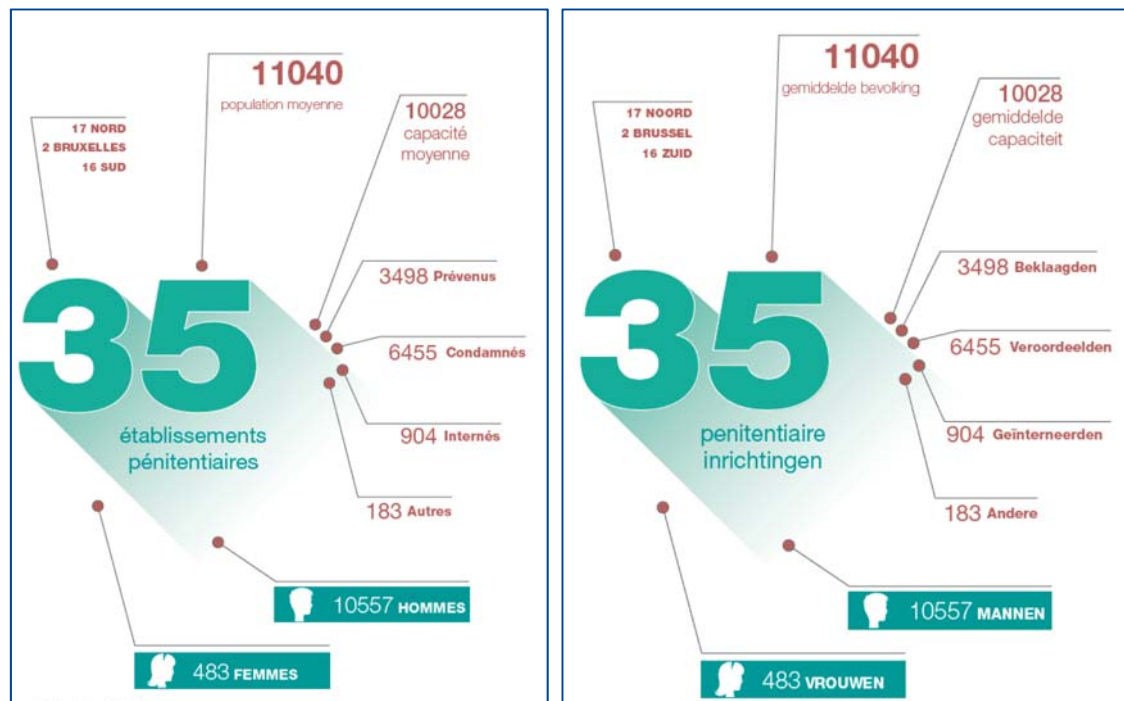 11040
population moyenne
17 NORD
2 BRUXELLES
16 SUD
10028
capacité
moyenne
3498 Prévenus
35
6455 Condamnés
établissements
pénitentiaires
904 Internés
183 Autres
10557 HOMMES
483 FEMMES
11040
gemiddelde bevolking
17 NOORD
2 BRUSSEL
16 ZUID
10028
gemiddelde
capaciteit
3498 Beklaagden
35
6455 Veroordeelden
penitentiaire
inrichtingen
904 Geïnterneerden
183 Andere
10557 MANNEN
483 VROUWEN